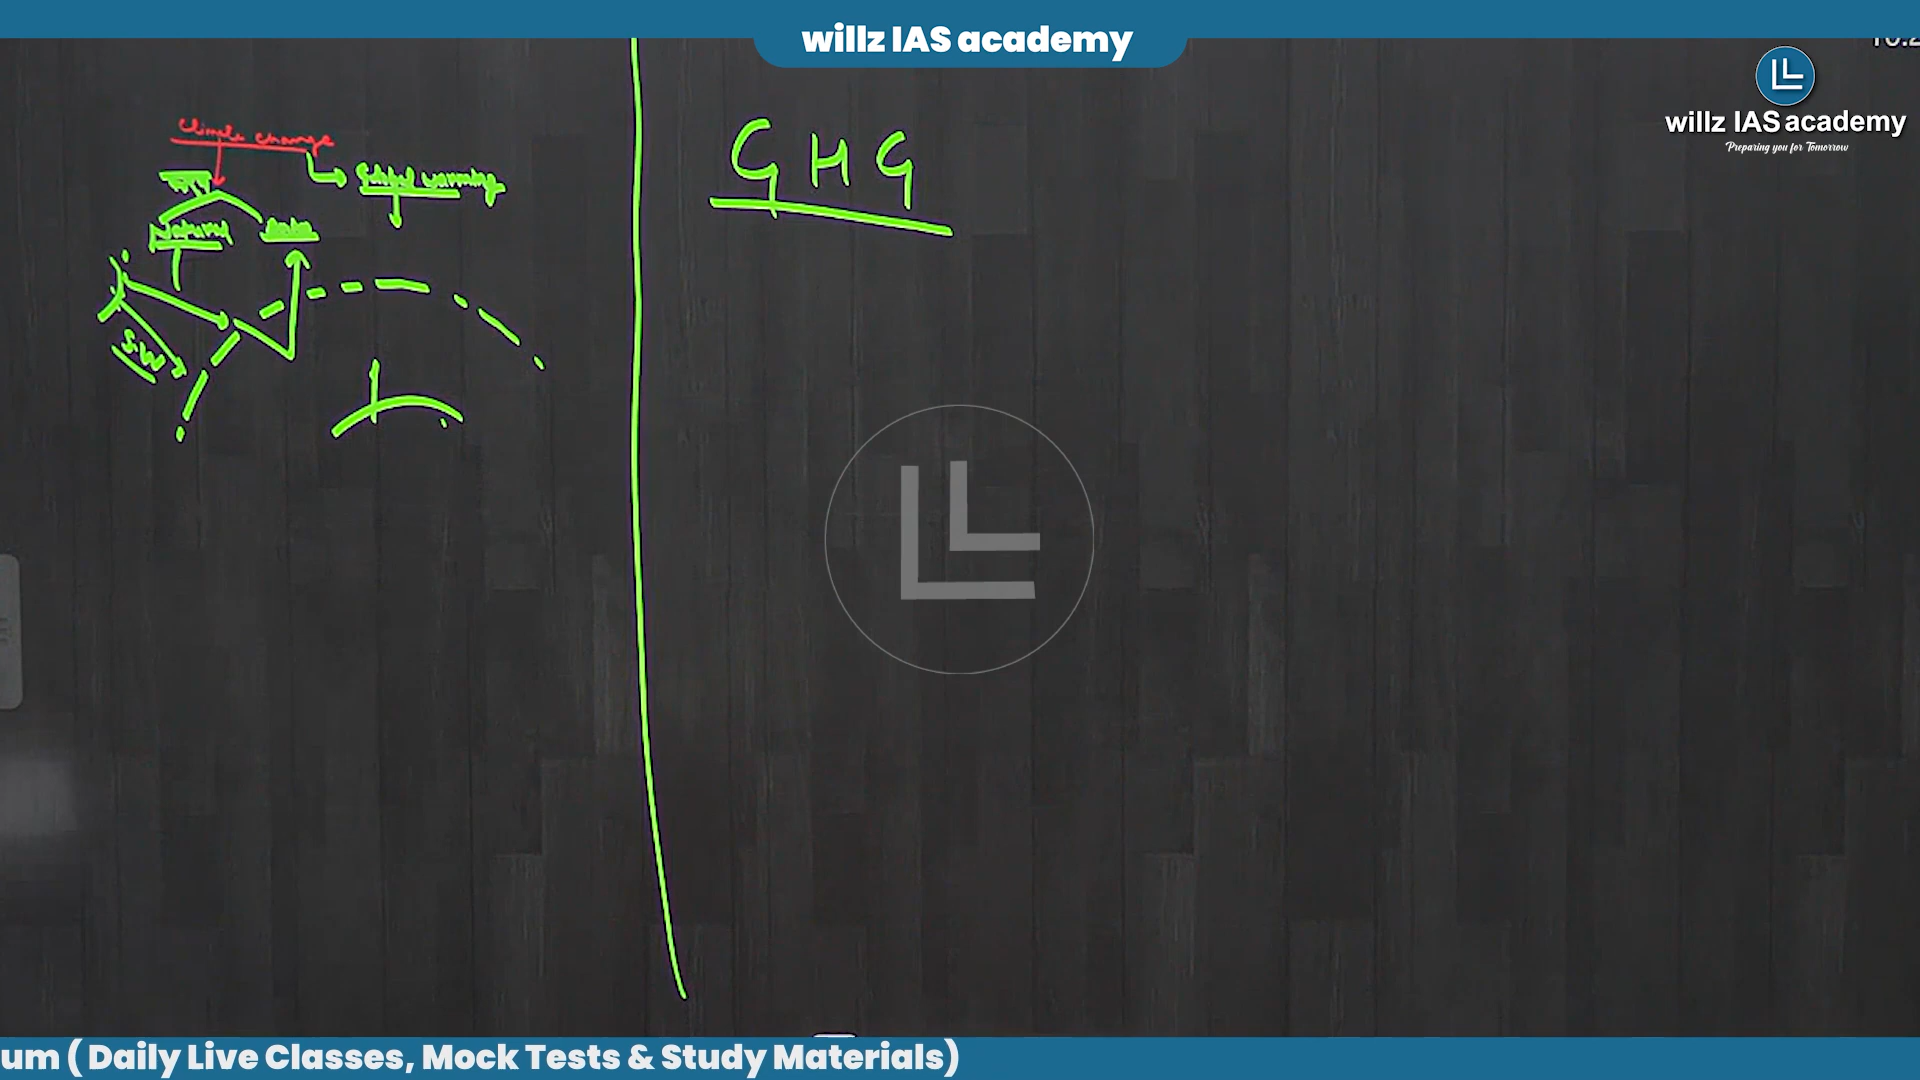 willz IAS academy
willz IAS academy
Preparing you for Tomorrow
Climate change
Global warming
Natural
S.W
GHG
um ( Daily Live Classes, Mock Tests & Study Materials)